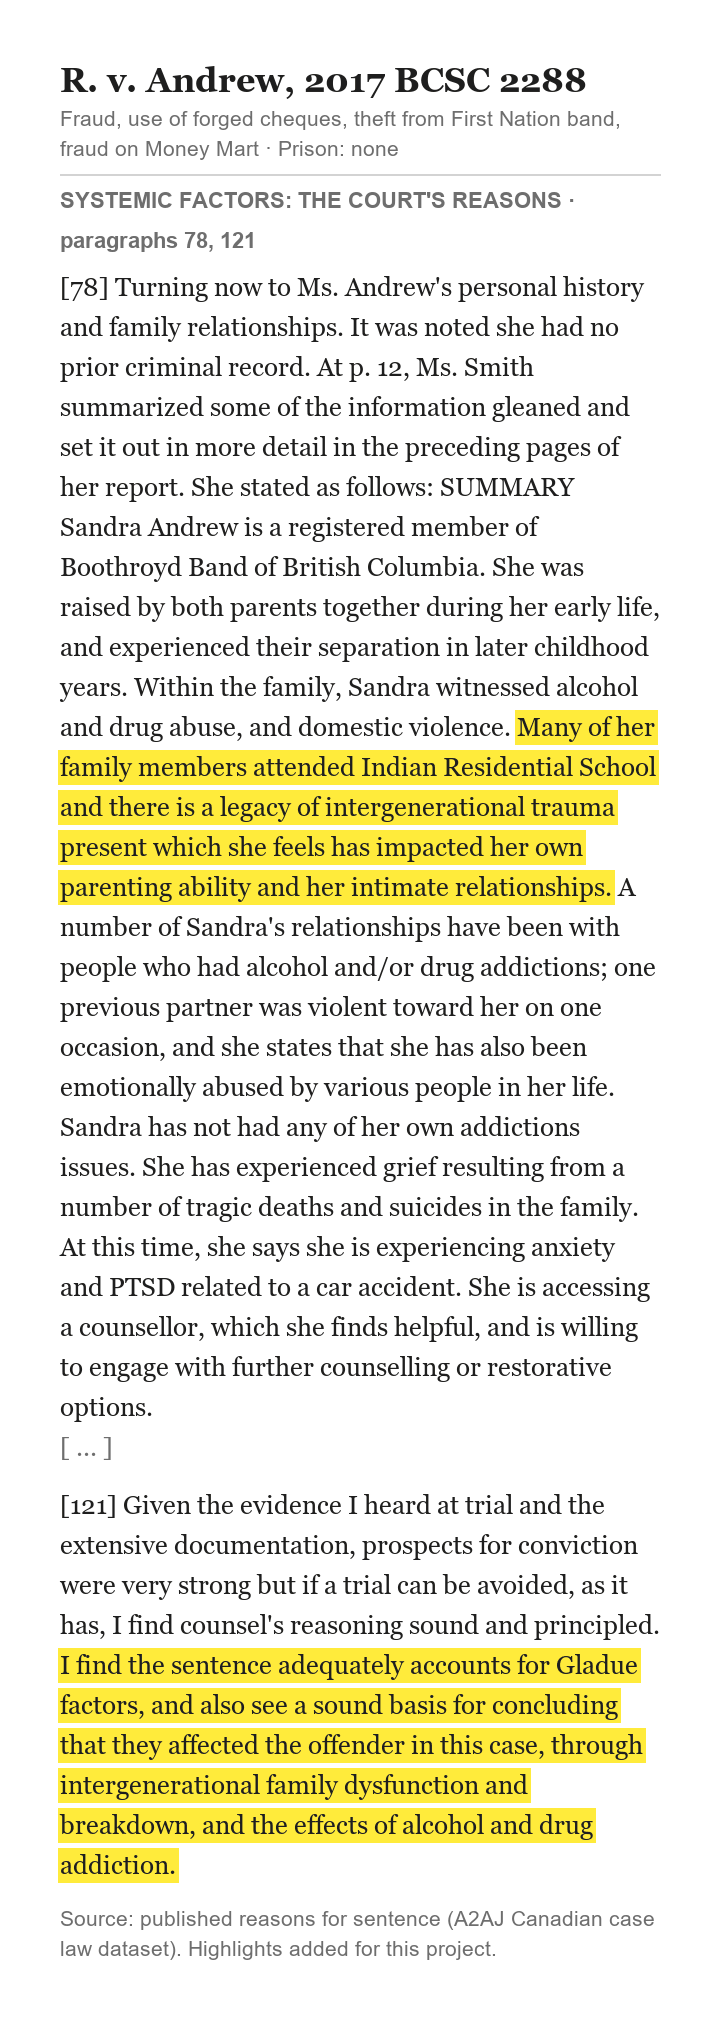 R. v. Andrew, 2017 BCSC 2288
Fraud, use of forged cheques, theft from First Nation band,
fraud on Money Mart · Prison: none
SYSTEMIC FACTORS: THE COURT'S REASONS ·
paragraphs 78, 121
[78] Turning now to Ms. Andrew's personal history
and family relationships. It was noted she had no
prior criminal record. At p. 12, Ms. Smith
summarized some of the information gleaned and
set it out in more detail in the preceding pages of
her report. She stated as follows: SUMMARY
Sandra Andrew is a registered member of
Boothroyd Band of British Columbia. She was
raised by both parents together during her early life,
and experienced their separation in later childhood
years. Within the family, Sandra witnessed alcohol
and drug abuse, and domestic violence. Many of her
family members attended Indian Residential School
and there is a legacy of intergenerational trauma
present which she feels has impacted her own
parenting ability and her intimate relationships. A
number of Sandra's relationships have been with
people who had alcohol and/or drug addictions; one
previous partner was violent toward her on one
occasion, and she states that she has also been
emotionally abused by various people in her life.
Sandra has not had any of her own addictions
issues. She has experienced grief resulting from a
number of tragic deaths and suicides in the family.
At this time, she says she is experiencing anxiety
and PTSD related to a car accident. She is accessing
a counsellor, which she finds helpful, and is willing
to engage with further counselling or restorative
options.
[ ... ]
[121] Given the evidence I heard at trial and the
extensive documentation, prospects for conviction
were very strong but if a trial can be avoided, as it
has, I find counsel's reasoning sound and principled.
I find the sentence adequately accounts for Gladue
factors, and also see a sound basis for concluding
that they affected the offender in this case, through
intergenerational family dysfunction and
breakdown, and the effects of alcohol and drug
addiction.
Source: published reasons for sentence (A2AJ Canadian case
law dataset). Highlights added for this project.